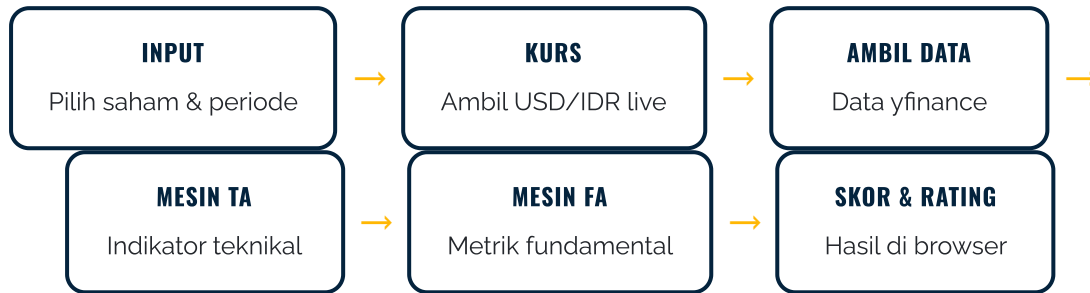 INPUT
Pilih saham & periode
→
KURS
Ambil USD/IDR live
→
AMBIL DATA
Data yfinance
→
MESIN TA
Indikator teknikal
→
MESIN FA
Metrik fundamental
→
SKOR & RATING
Hasil di browser